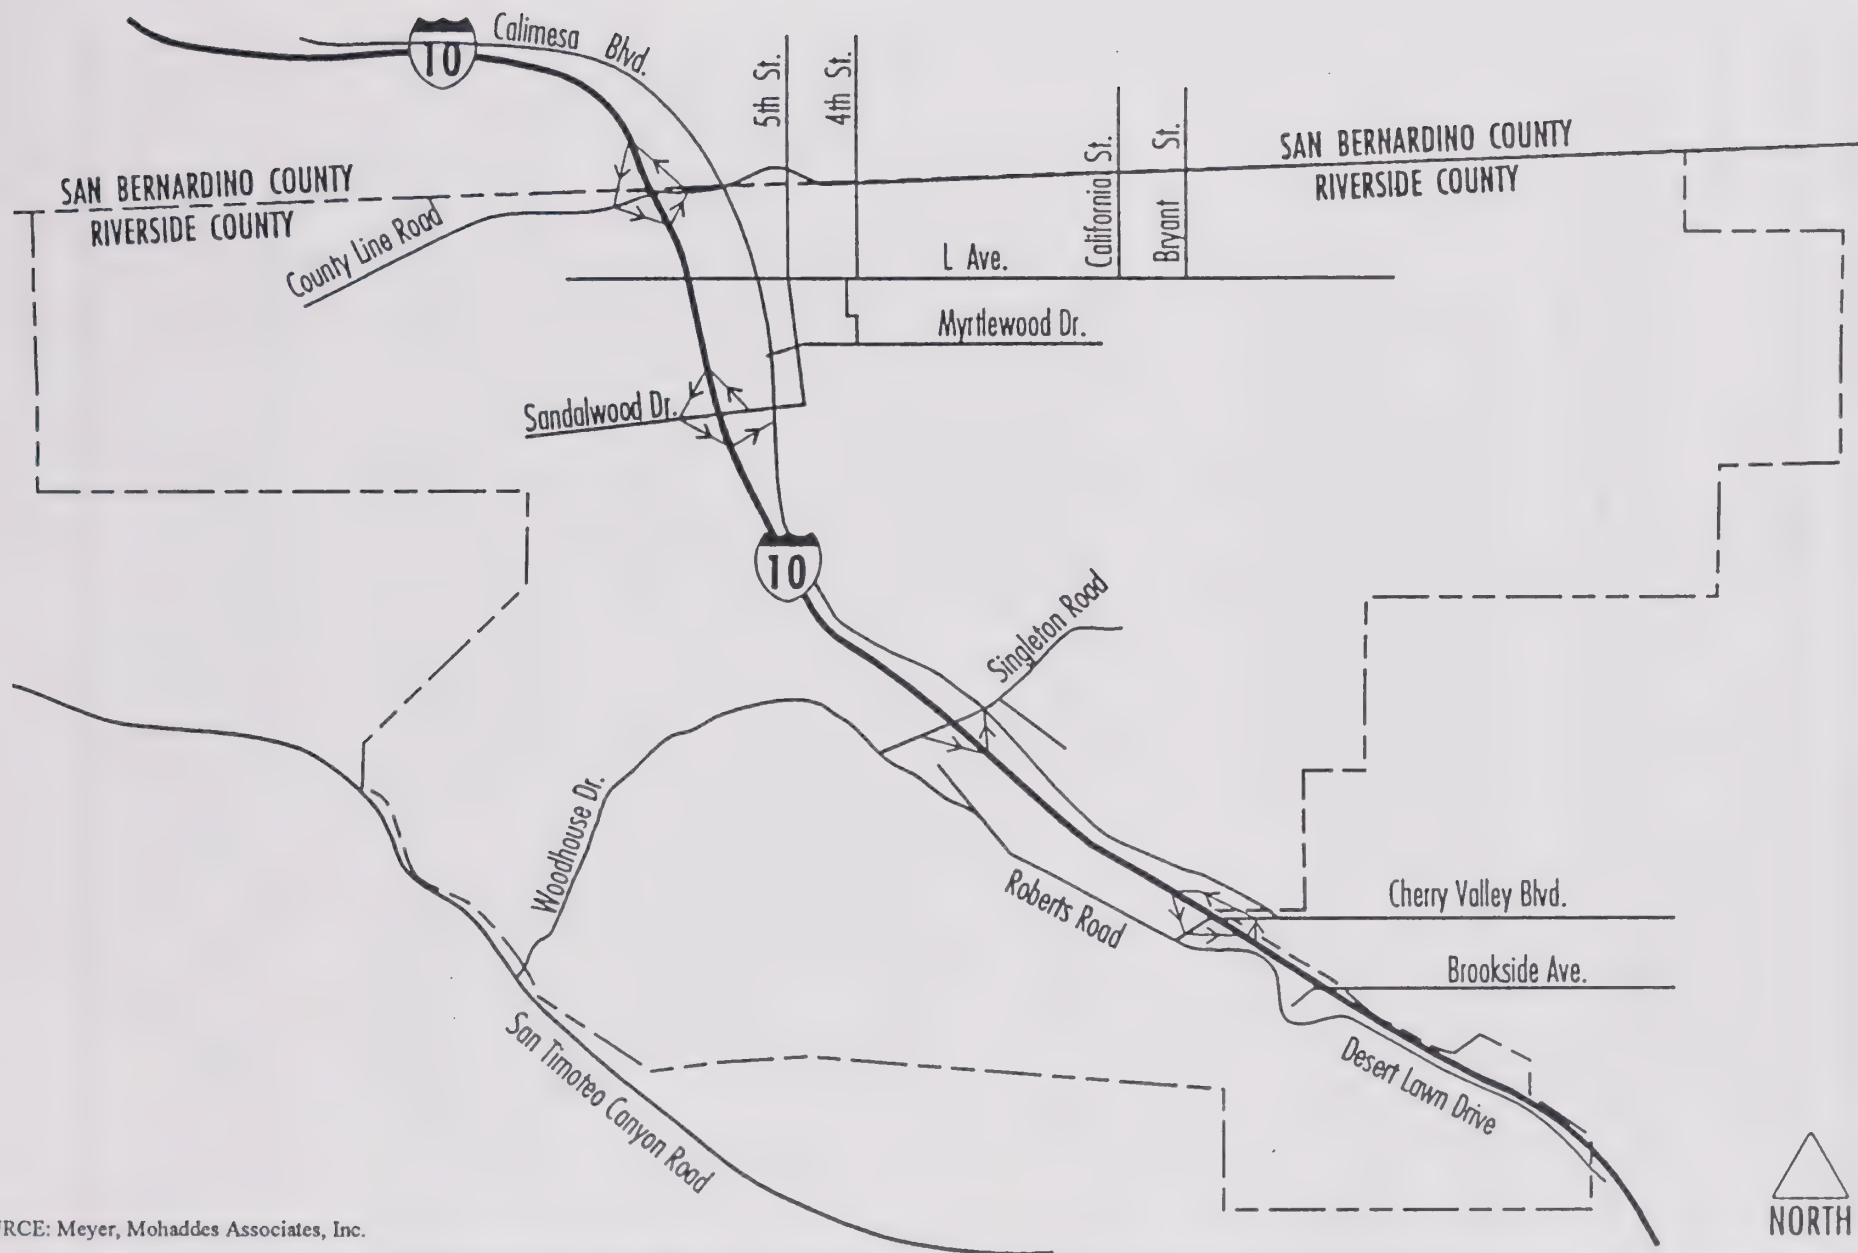 10
Calimesa Blvd.
5th St.
4th St.
California St.
Bryant St.
SAN BERNARDINO COUNTY
RIVERSIDE COUNTY
SAN BERNARDINO COUNTY
RIVERSIDE COUNTY
County Line Road
L Ave.
Myrtlewood Dr.
Sandalwood Dr.
10
Singleton Road
Woodhouse Dr.
Roberts Road
Cherry Valley Blvd.
Brookside Ave.
San Timoteo Canyon Road
Desert Lawn Drive
NORTH
URCE: Meyer, Mohaddes Associates, Inc.